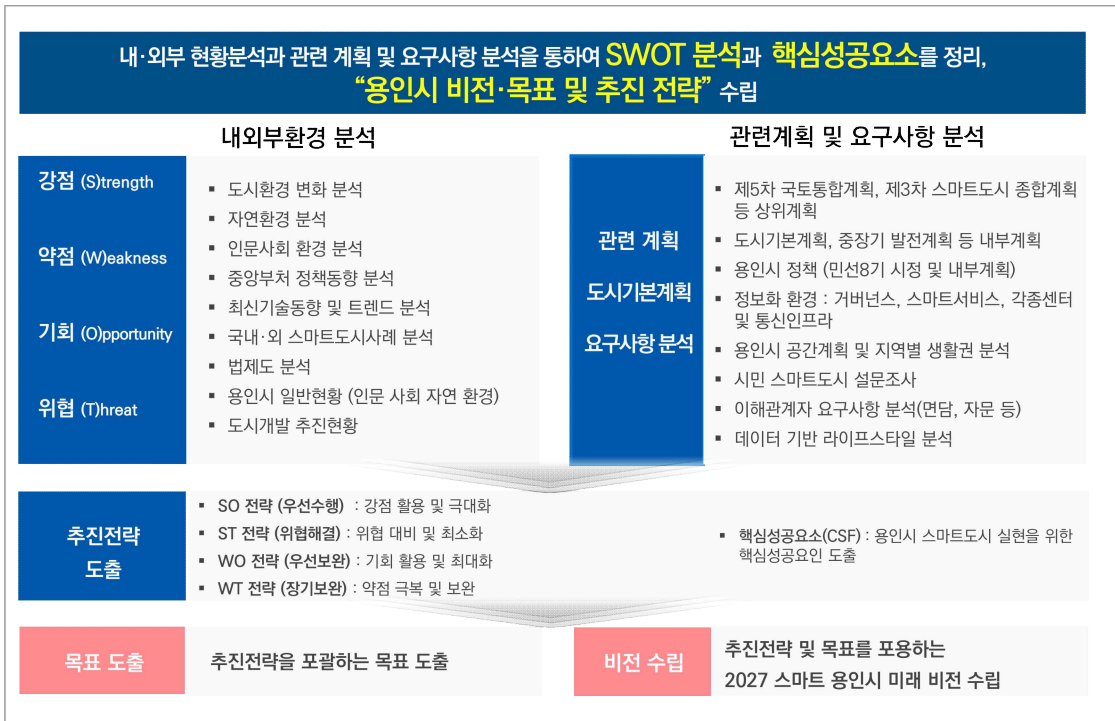 내·외부 현황분석과 관련 계획 및 요구사항 분석을 통하여 SWOT 분석과 핵심성공요소를 정리,
“용인시 비전·목표 및 추진 전략” 수립
내외부환경 분석
강점 (S)trength
약점 (W)eakness
기회 (O)pportunity
위협 (T)hreat
▪ 도시환경 변화 분석
▪ 자연환경 분석
▪ 인문사회 환경 분석
▪ 중앙부처 정책동향 분석
▪ 최신기술동향 및 트렌드 분석
▪ 국내·외 스마트도시사례 분석
▪ 법제도 분석
▪ 용인시 일반현황 (인문 사회 자연 환경)
▪ 도시개발 추진현황
관련계획 및 요구사항 분석
관련 계획
도시기본계획
요구사항 분석
▪ 제5차 국토통합계획, 제3차 스마트도시 종합계획
등 상위계획
▪ 도시기본계획, 중장기 발전계획 등 내부계획
▪ 용인시 정책 (민선8기 시정 및 내부계획)
▪ 정보화 환경 : 거버넌스, 스마트서비스, 각종센터
및 통신인프라
▪ 용인시 공간계획 및 지역별 생활권 분석
▪ 시민 스마트도시 설문조사
▪ 이해관계자 요구사항 분석(면담, 자문 등)
▪ 데이터 기반 라이프스타일 분석
추진전략
도출
▪ SO 전략 (우선수행) : 강점 활용 및 극대화
▪ ST 전략 (위협해결) : 위협 대비 및 최소화
▪ WO 전략 (우선보완) : 기회 활용 및 최대화
▪ WT 전략 (장기보완) : 약점 극복 및 보완
▪ 핵심성공요소(CSF) : 용인시 스마트도시 실현을 위한
핵심성공요인 도출
목표 도출
추진전략을 포괄하는 목표 도출
비전 수립
추진전략 및 목표를 포용하는
2027 스마트 용인시 미래 비전 수립